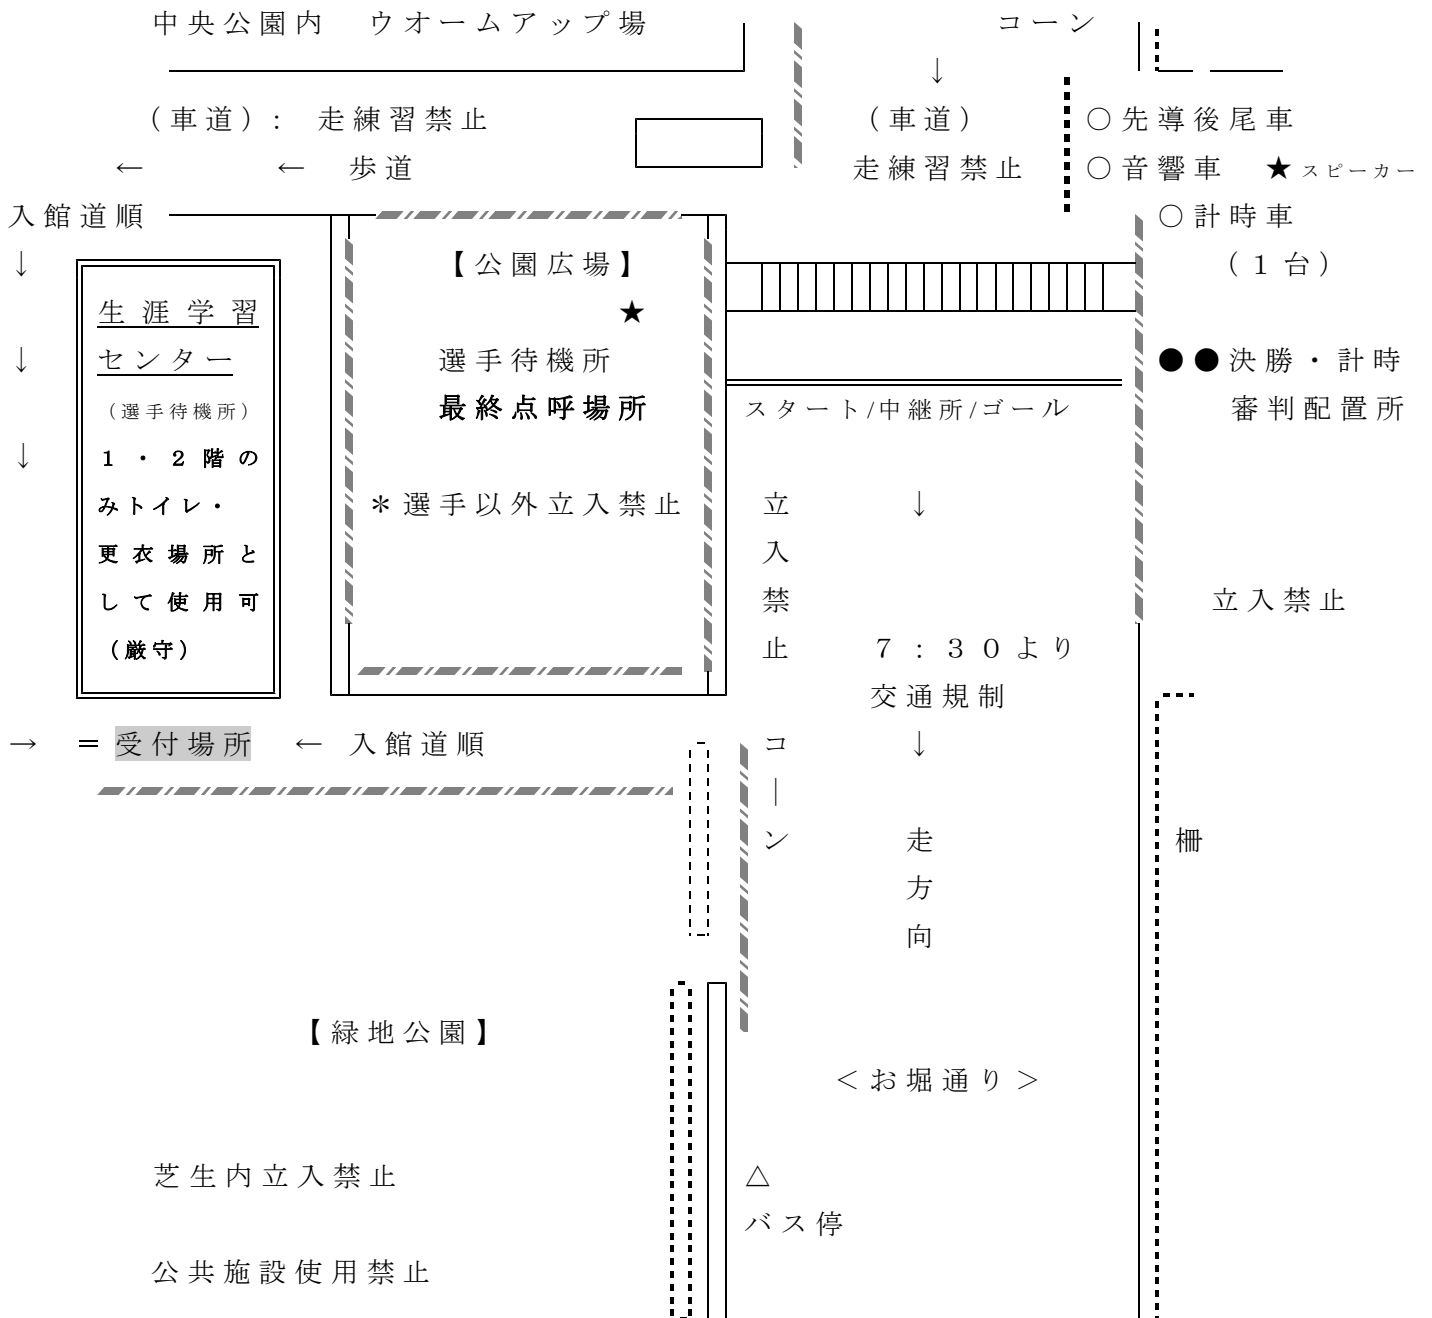 中央公園内　ウオームアップ場
コーン
↓
（車道）：　走練習禁止
（車道）
○先導後尾車
←　←　歩道
走練習禁止
○音響車　★スピーカー
入館道順
○計時車
↓
【公園広場】
（１台）
生涯学習
★
↓
センター
選手待機所
●●決勝・計時
（選手待機所）
最終点呼場所
スタート/中継所/ゴール
審判配置所
↓
１・２階の
みトイレ・
＊選手以外立入禁止
立入禁止
↓
更衣場所と
して使用可
立入禁止
（厳守）
７：３０より
交通規制
→　＝受付場所　←　入館道順
コーン
↓
走方向
柵
【緑地公園】
＜お堀通り＞
芝生内立入禁止
△
バス停
公共施設使用禁止